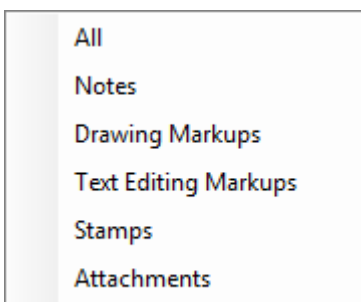 All
Notes
Drawing Markups
Text Editing Markups
Stamps
Attachments